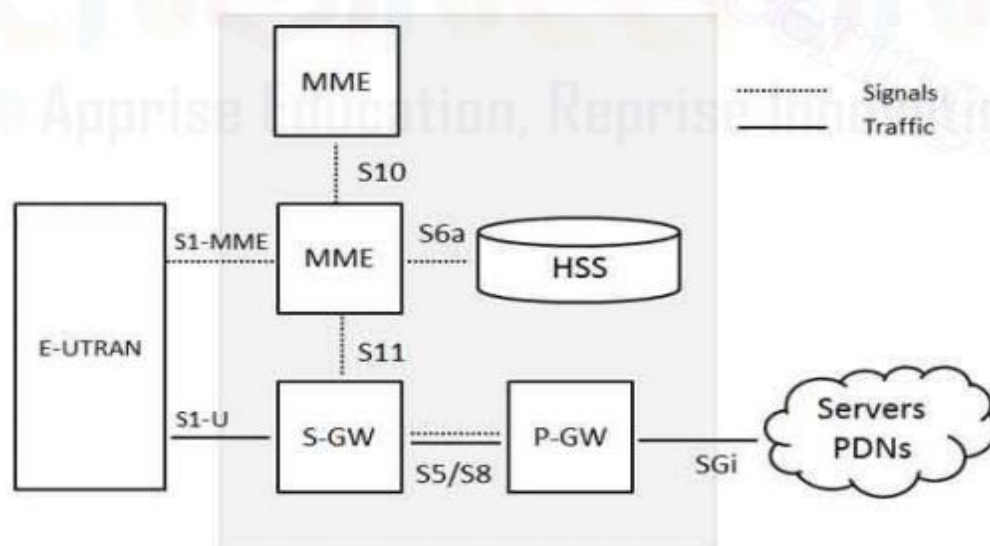 Apprise Education, Reprise
MME
Signals
Traffic
S10
S1-MME
MME
S6a
HSS
E-UTRAN
S11
S1-U
S-GW
S5/S8
P-GW
SGi
Servers
PDNs